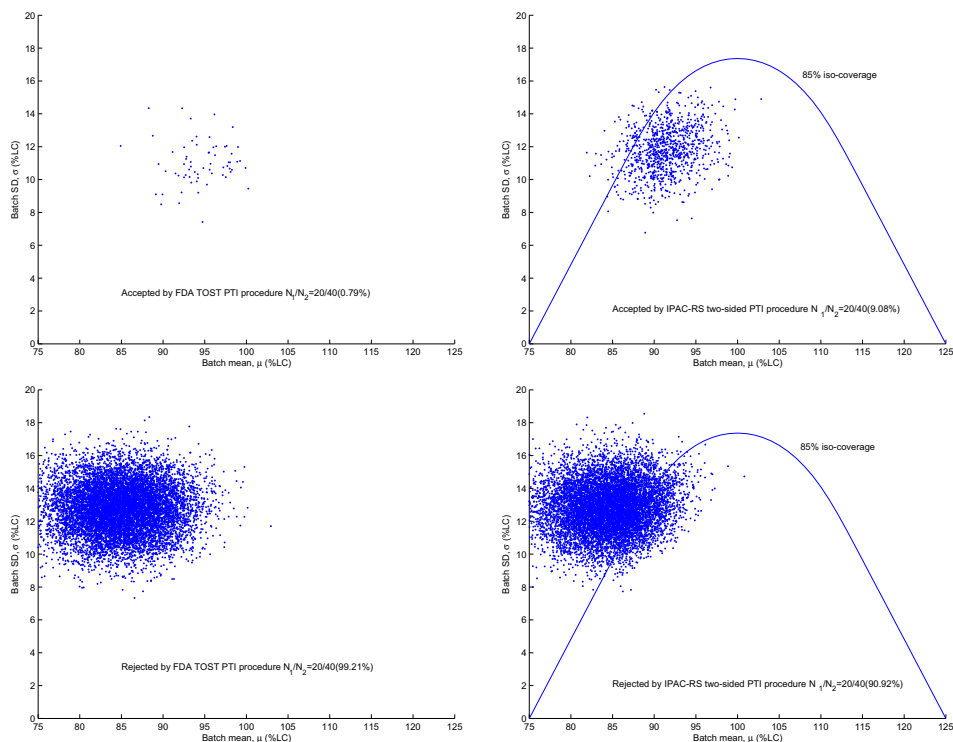 20
18
16
14
12
10
8
6
4
2
0
Batch SD, σ (%LC)
Accepted by FDA TOST PTI procedure N1/N2=20/40(0.79%)
75 80 85 90 95 100 105 110 115 120 125
Batch mean, μ (%LC)
20
18
16
14
12
10
8
6
4
2
0
Batch SD, σ (%LC)
85% iso-coverage
Accepted by IPAC-RS two-sided PTI procedure N 1/N2=20/40(9.08%)
75 80 85 90 95 100 105 110 115 120 125
Batch mean, μ (%LC)
20
18
16
14
12
10
8
6
4
2
0
Batch SD, σ (%LC)
Rejected by FDA TOST PTI procedure N1/N2=20/40(99.21%)
75 80 85 90 95 100 105 110 115 120 125
Batch mean, μ (%LC)
20
18
16
14
12
10
8
6
4
2
0
Batch SD, σ (%LC)
85% iso-coverage
Rejected by IPAC-RS two-sided PTI procedure N 1/N2=20/40(90.92%)
75 80 85 90 95 100 105 110 115 120 125
Batch mean, μ (%LC)